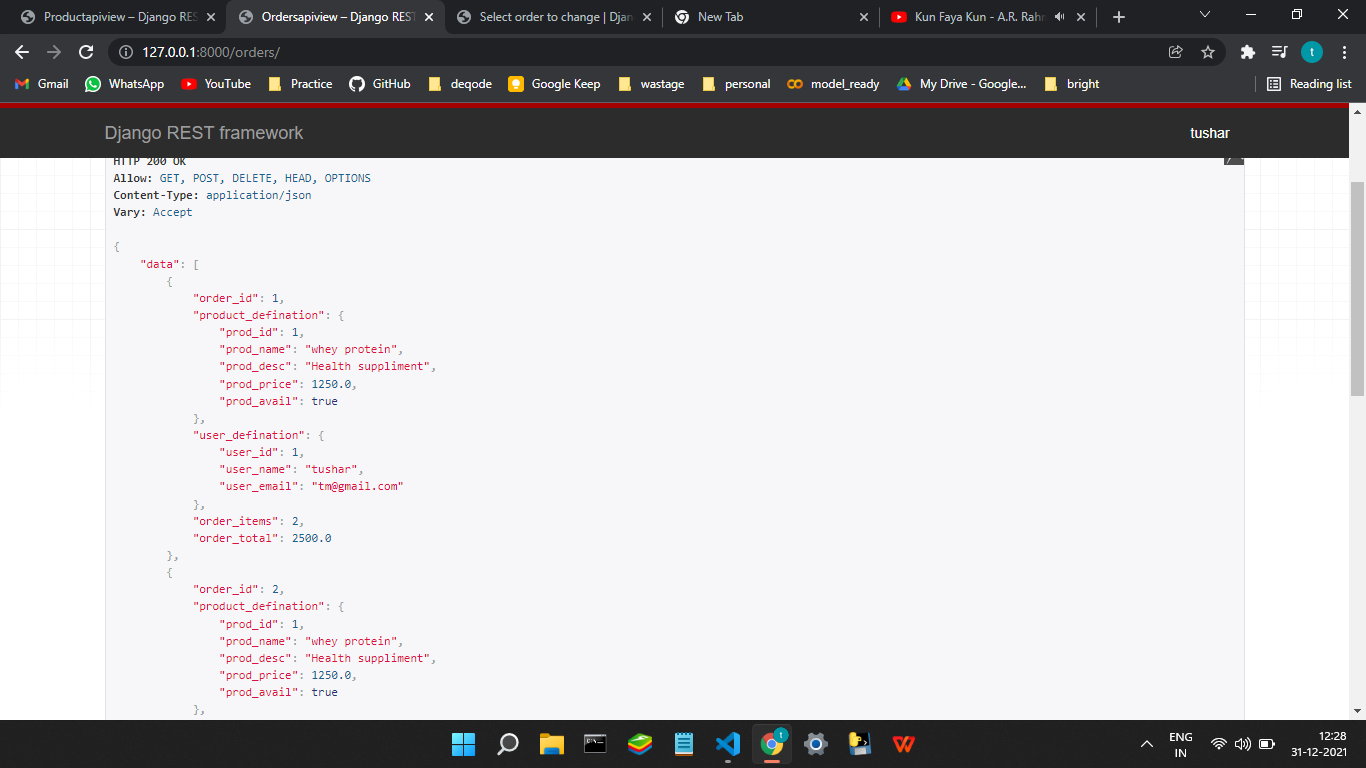 Productapiview – Django RES
Ordersapiview – Django REST
Select order to change | Djan
New Tab
Kun Faya Kun - A.R. Rahm
127.0.0.1:8000/orders/
t
Gmail
WhatsApp
YouTube
Practice
GitHub
deqode
Google Keep
wastage
personal
model_ready
My Drive - Google...
bright
Reading list
Django REST framework
tushar
HTTP 200 OK
Allow: GET, POST, DELETE, HEAD, OPTIONS
Content-Type: application/json
Vary: Accept
{
"data": [
{
"order_id": 1,
"product_defination": {
"prod_id": 1,
"prod_name": "whey protein",
"prod_desc": "Health suppliment",
"prod_price": 1250.0,
"prod_avail": true
},
"user_defination": {
"user_id": 1,
"user_name": "tushar",
"user_email": "tm@gmail.com"
},
"order_items": 2,
"order_total": 2500.0
},
{
"order_id": 2,
"product_defination": {
"prod_id": 1,
"prod_name": "whey protein",
"prod_desc": "Health suppliment",
"prod_price": 1250.0,
"prod_avail": true
},
t
ENG
IN
12:28
31-12-2021